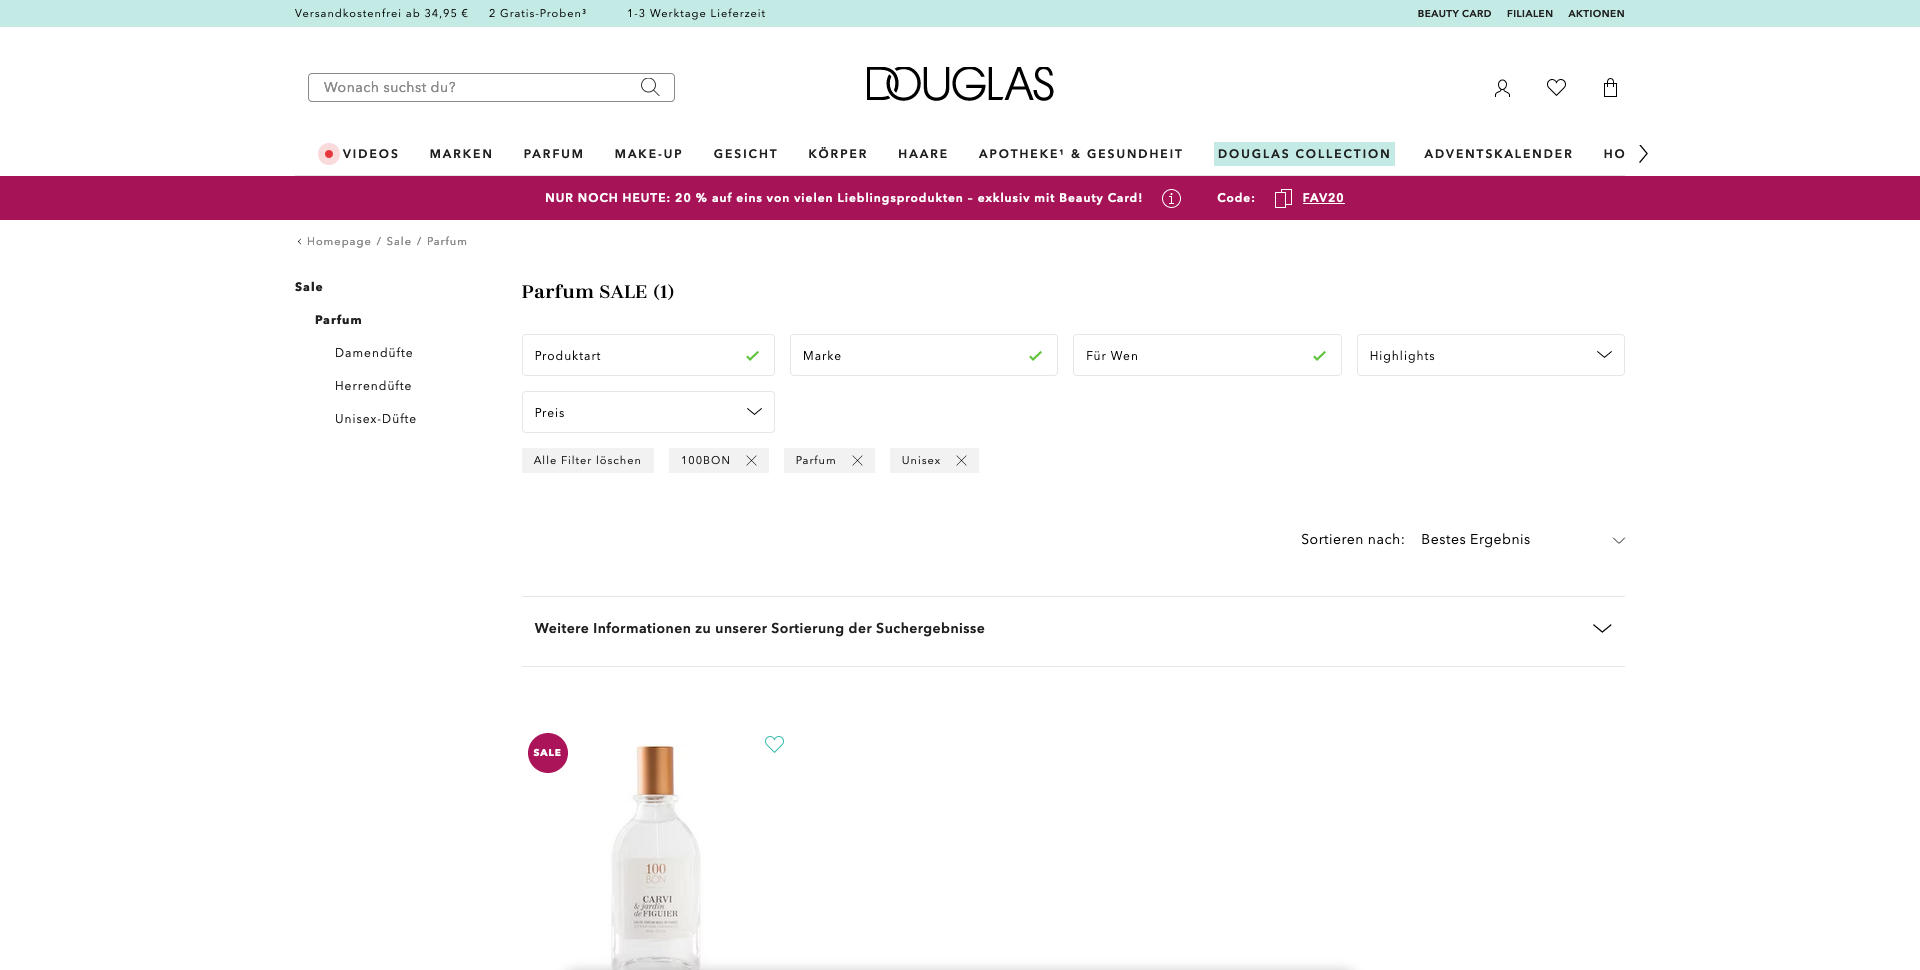 Versandkostenfrei ab 34,95 € 2 Gratis-Proben³ 1-3 Werktage Lieferzeit BEAUTY CARD FILIALEN AKTIONEN
Wonach suchst du?
DOUGLAS
VIDEOS MARKEN PARFUM MAKE-UP GESICHT KÖRPER HAARE APOTHEKE¹ & GESUNDHEIT DOUGLAS COLLECTION ADVENTSKALENDER HO
NUR NOCH HEUTE: 20 % auf eins von vielen Lieblingsprodukten – exklusiv mit Beauty Card! Code: FAV20
Homepage / Sale / Parfum
Sale
Parfum
Damendüfte
Herrendüfte
Unisex-Düfte
Parfum SALE (1)
Produktart Marke Für Wen Highlights
Preis
Alle Filter löschen 100BON Parfum Unisex
Sortieren nach: Bestes Ergebnis
Weitere Informationen zu unserer Sortierung der Suchergebnisse
SALE
100
BON
CARVI
& jardin
de FIGUIER